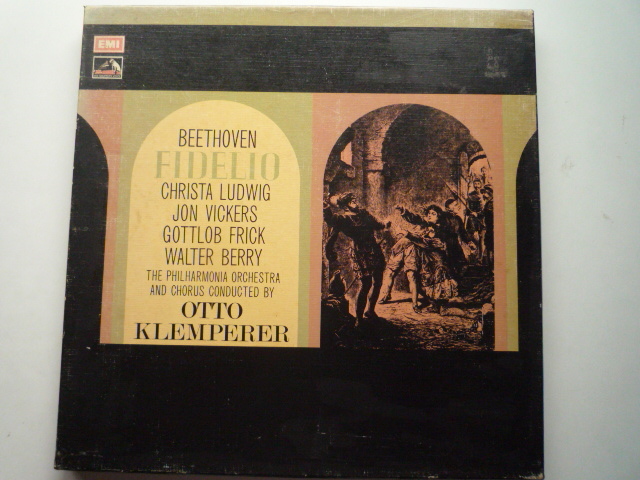 EMI
BEETHOVEN
FIDELIO
CHRISTA LUDWIG
JON VICKERS
GOTTLOB FRICK
WALTER BERRY
THE PHILHARMONIA ORCHESTRA
AND CHORUS CONDUCTED BY
OTTO
KLEMPERER